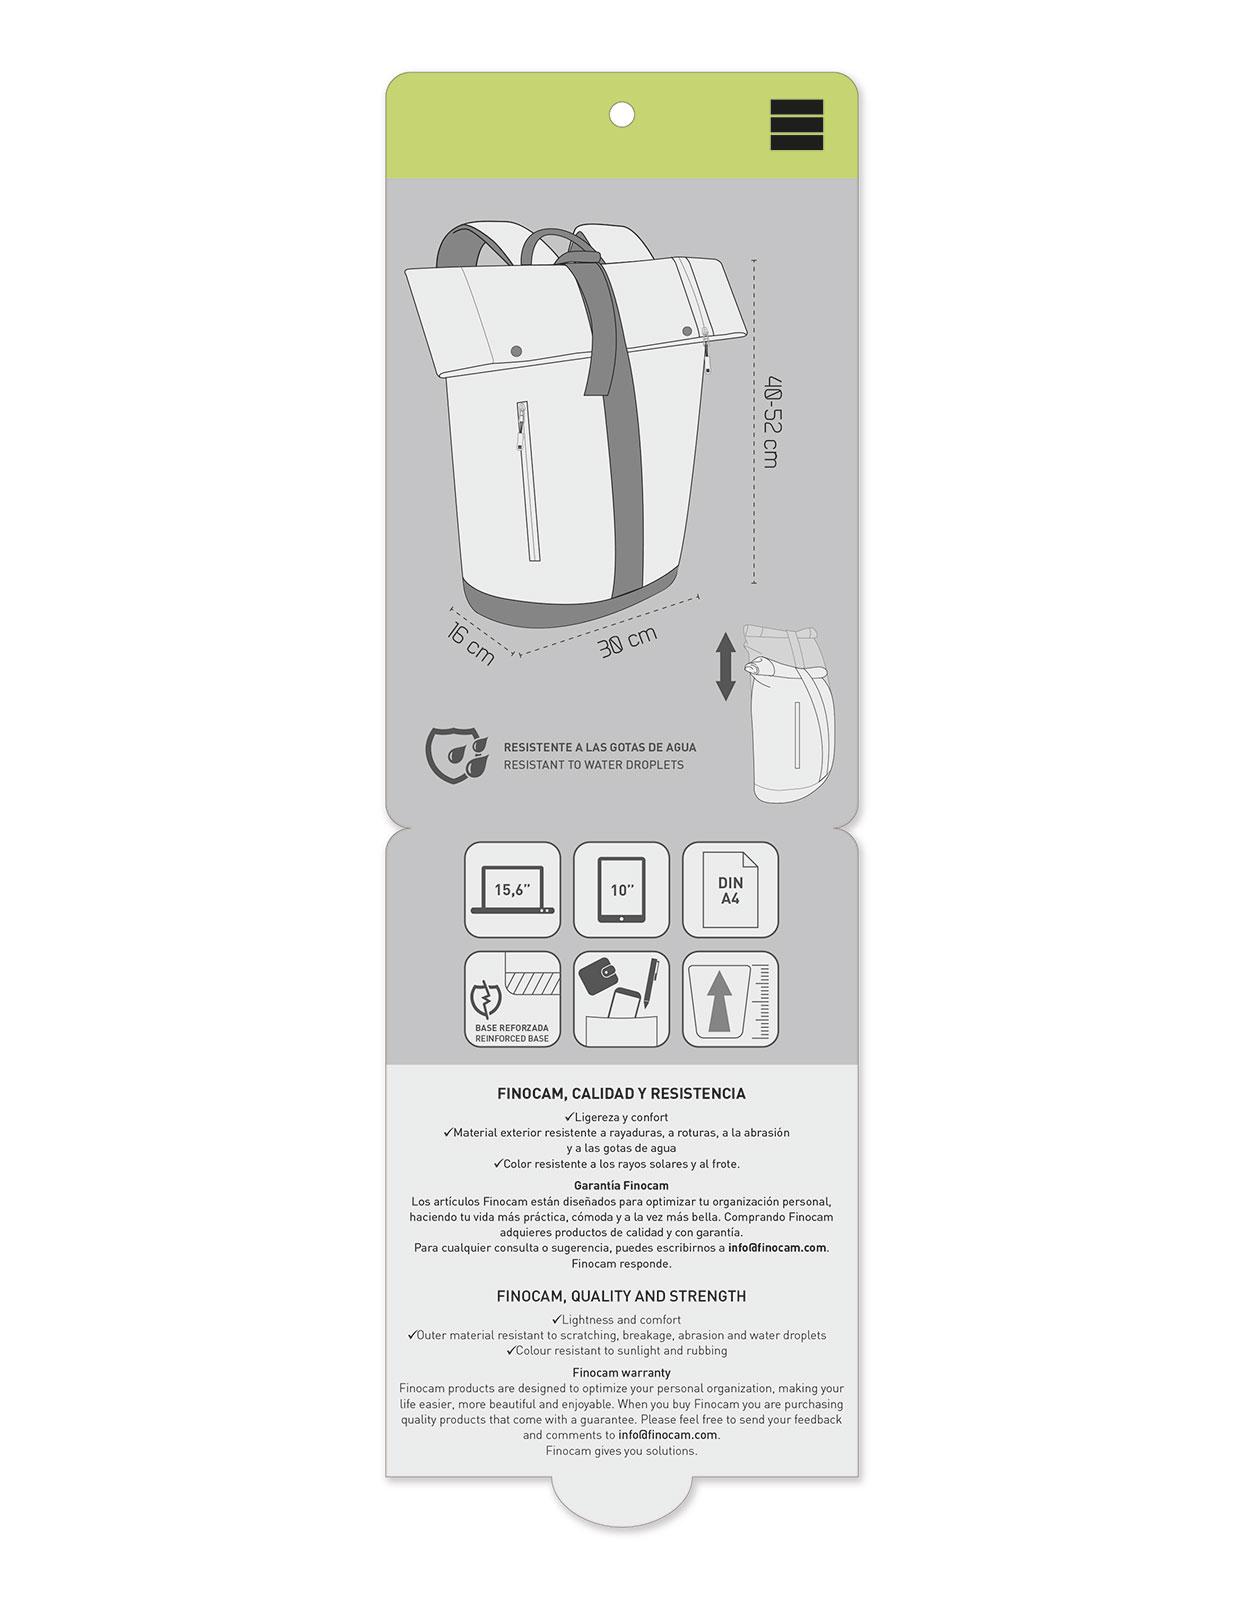 40-52 cm
16 cm
30 cm
RESISTENTE A LAS GOTAS DE AGUA
RESISTANT TO WATER DROPLETS
15,6”
10”
DIN
A4
BASE REFORZADA
REINFORCED BASE
FINOCAM, CALIDAD Y RESISTENCIA
✓Ligereza y confort
✓Material exterior resistente a rayaduras, a roturas, a la abrasión
y a las gotas de agua
✓Color resistente a los rayos solares y al frote.
Garantía Finocam
Los artículos Finocam están diseñados para optimizar tu organización personal,
haciendo tu vida más práctica, cómoda y a la vez más bella. Comprando Finocam
adquieres productos de calidad y con garantía.
Para cualquier consulta o sugerencia, puedes escribirnos a info@finocam.com.
Finocam responde.
FINOCAM, QUALITY AND STRENGTH
✓Lightness and comfort
✓Outer material resistant to scratching, breakage, abrasion and water droplets
✓Colour resistant to sunlight and rubbing
Finocam warranty
Finocam products are designed to optimize your personal organization, making your
life easier, more beautiful and enjoyable. When you buy Finocam you are purchasing
quality products that come with a guarantee. Please feel free to send your feedback
and comments to info@finocam.com.
Finocam gives you solutions.